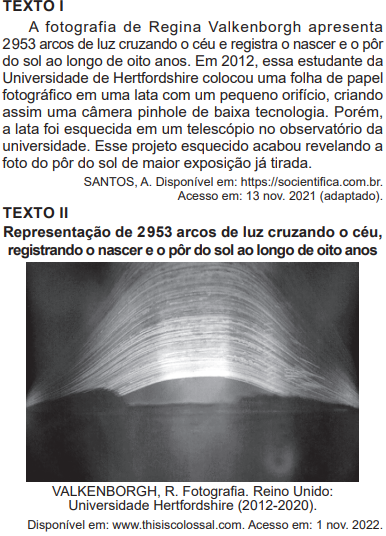 TEXTO I
A fotografia de Regina Valkenborgh apresenta
2953 arcos de luz cruzando o céu e registra o nascer e o pôr
do sol ao longo de oito anos. Em 2012, essa estudante da
Universidade de Hertfordshire colocou uma folha de papel
fotográfico em uma lata com um pequeno orifício, criando
assim uma câmera pinhole de baixa tecnologia. Porém,
a lata foi esquecida em um telescópio no observatório da
universidade. Esse projeto esquecido acabou revelando a
foto do pôr do sol de maior exposição já tirada.
SANTOS, A. Disponível em: https://socientifica.com.br.
Acesso em: 13 nov. 2021 (adaptado).
TEXTO II
Representação de 2953 arcos de luz cruzando o céu,
registrando o nascer e o pôr do sol ao longo de oito anos
VALKENBORGH, R. Fotografia. Reino Unido:
Universidade Hertfordshire (2012-2020).
Disponível em: www.thisiscolossal.com. Acesso em: 1 nov. 2022.